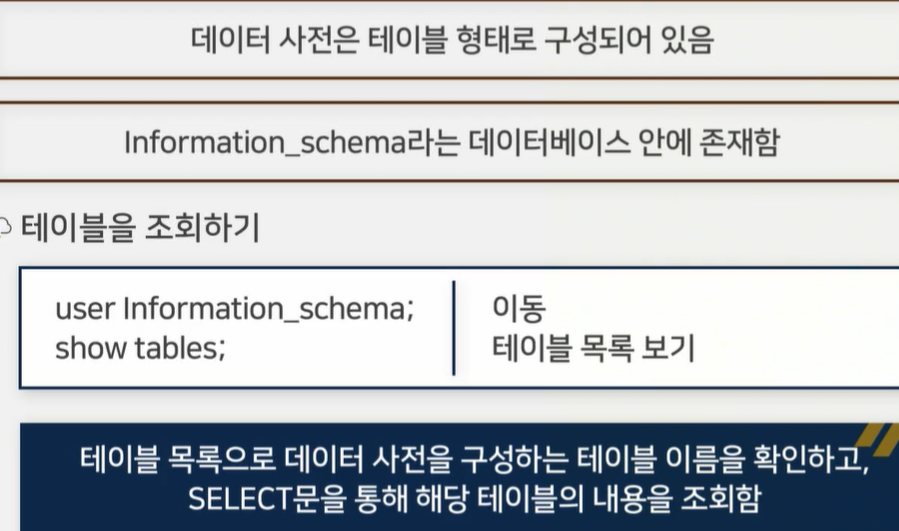 데이터 사전은 테이블 형태로 구성되어 있음
Information_schema라는 데이터베이스 안에 존재함
테이블을 조회하기
user Information_schema;
show tables;
이동
테이블 목록 보기
테이블 목록으로 데이터 사전을 구성하는 테이블 이름을 확인하고,
SELECT문을 통해 해당 테이블의 내용을 조회함